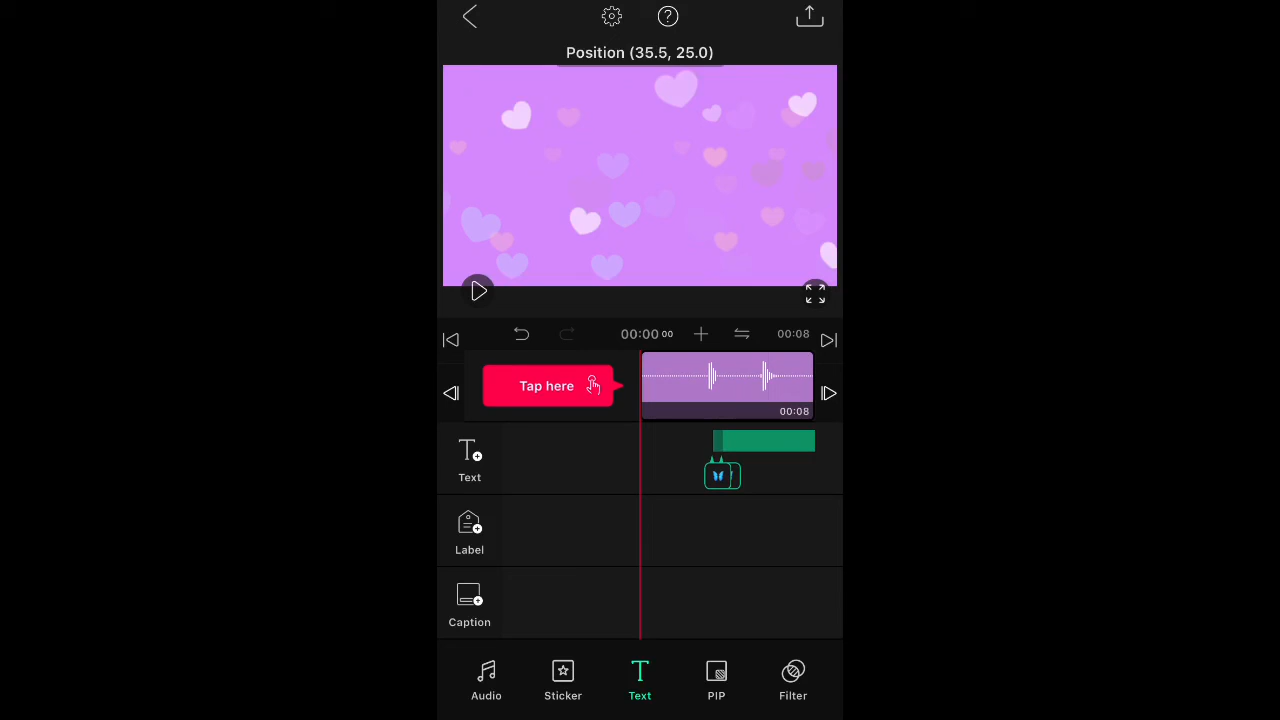 Position (35.5, 25.0)
00:00 00
00:08
Tap here
00:08
Text
Label
Caption
Audio
Sticker
Text
PIP
Filter